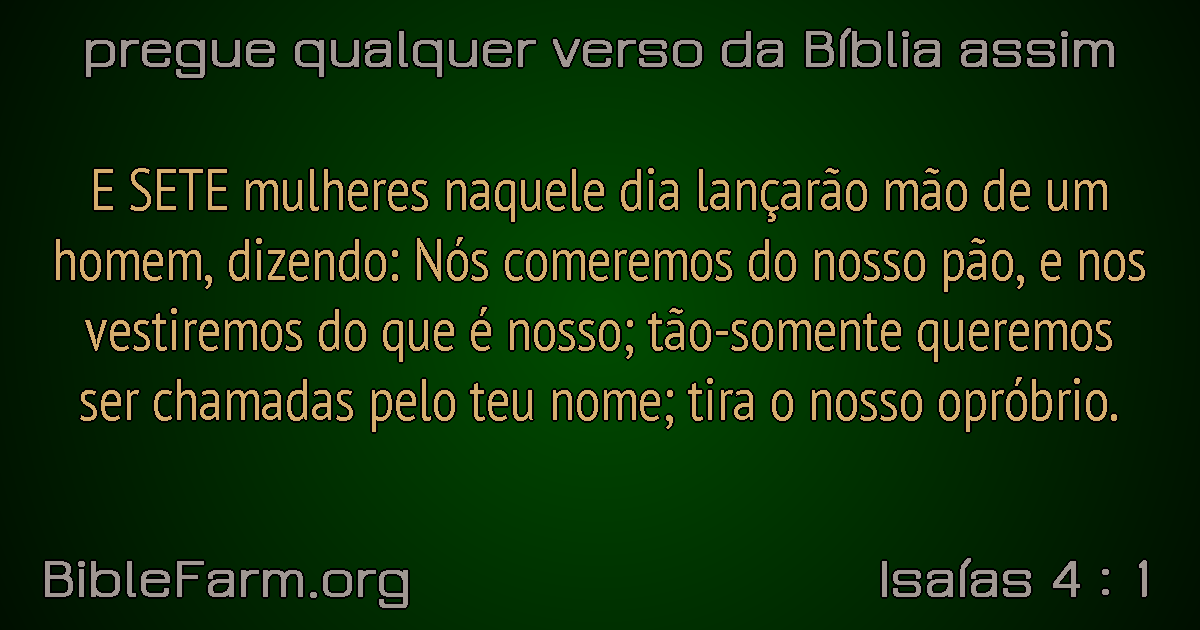 pregue qualquer verso da Bíblia assim
E SETE mulheres naquele dia lançarão mão de um
homem, dizendo: Nós comeremos do nosso pão, e nos
vestiremos do que é nosso; tão-somente queremos
ser chamadas pelo teu nome; tira o nosso opróbrio.
BibleFarm.org
Isaías 4 : 1